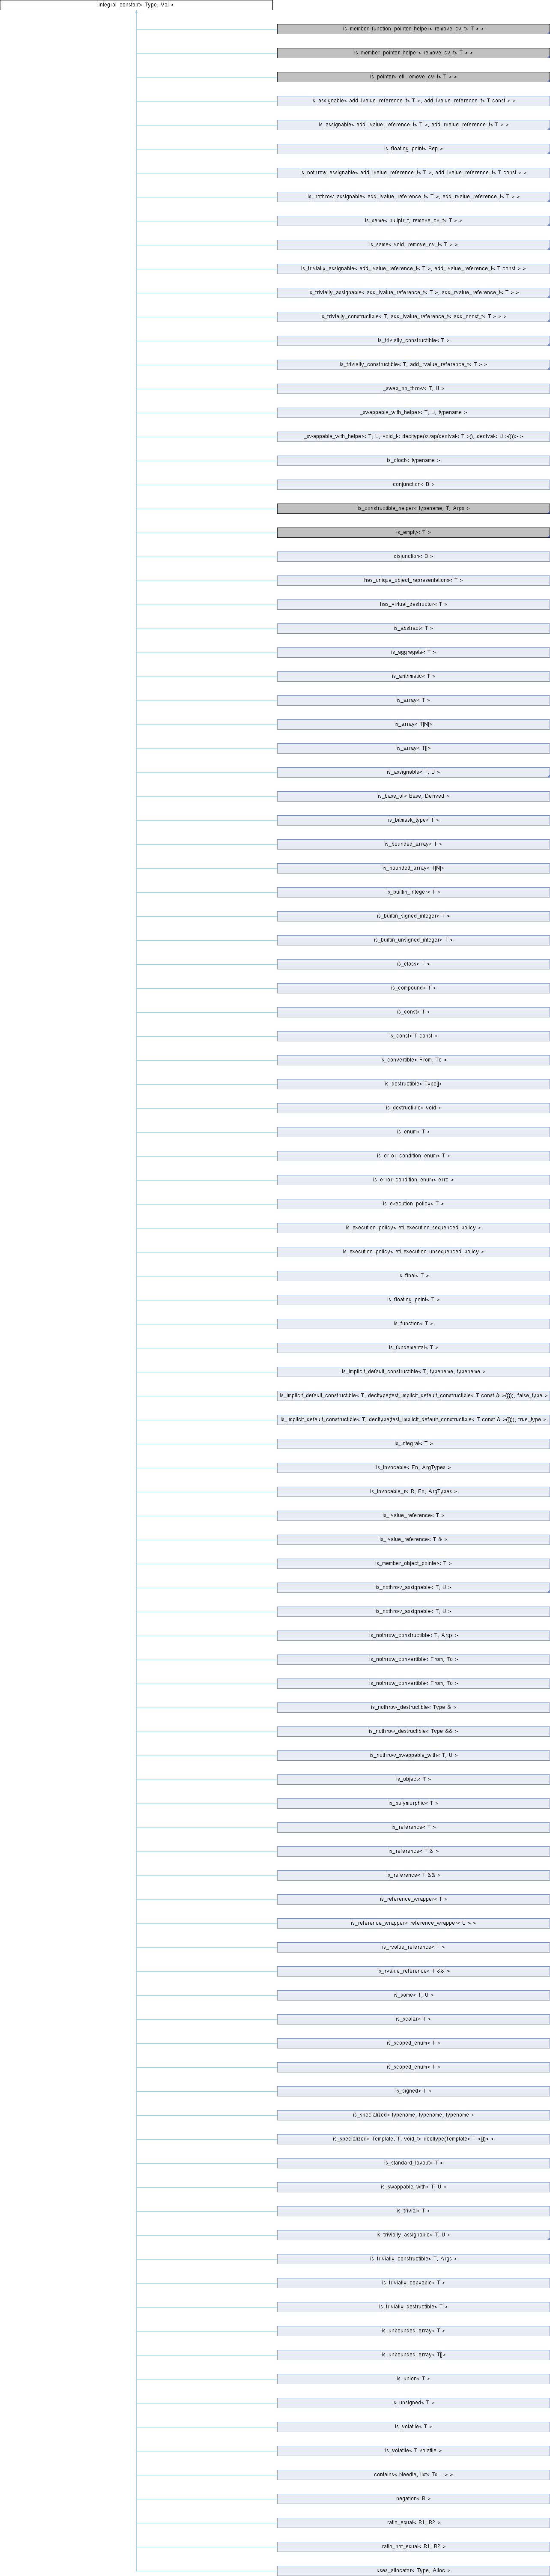 integral_constant< Type, Val >
is_member_function_pointer_helper< remove_cv_t< T > >
is_member_pointer_helper< remove_cv_t< T > >
is_pointer< etl::remove_cv_t< T > >
is_assignable< add_lvalue_reference_t< T >, add_lvalue_reference_t< T const > >
is_assignable< add_lvalue_reference_t< T >, add_rvalue_reference_t< T > >
is_floating_point< Rep >
is_nothrow_assignable< add_lvalue_reference_t< T >, add_lvalue_reference_t< T const > >
is_nothrow_assignable< add_lvalue_reference_t< T >, add_rvalue_reference_t< T > >
is_same< nullptr_t, remove_cv_t< T > >
is_same< void, remove_cv_t< T > >
is_trivially_assignable< add_lvalue_reference_t< T >, add_lvalue_reference_t< T const > >
is_trivially_assignable< add_lvalue_reference_t< T >, add_rvalue_reference_t< T > >
is_trivially_constructible< T, add_lvalue_reference_t< add_const_t< T > > >
is_trivially_constructible< T >
is_trivially_constructible< T, add_rvalue_reference_t< T > >
_swap_no_throw< T, U >
_swappable_with_helper< T, U, typename >
_swappable_with_helper< T, U, void_t< decltype(swap(declval< T >(), declval< U >()))> >
is_clock< typename >
conjunction< B >
is_constructible_helper< typename, T, Args >
is_empty< T >
disjunction< B >
has_unique_object_representations< T >
has_virtual_destructor< T >
is_abstract< T >
is_aggregate< T >
is_arithmetic< T >
is_array< T >
is_array< T[N]>
is_array< T[]>
is_assignable< T, U >
is_base_of< Base, Derived >
is_bitmask_type< T >
is_bounded_array< T >
is_bounded_array< T[N]>
is_builtin_integer< T >
is_builtin_signed_integer< T >
is_builtin_unsigned_integer< T >
is_class< T >
is_compound< T >
is_const< T >
is_const< T const >
is_convertible< From, To >
is_destructible< Type[]>
is_destructible< void >
is_enum< T >
is_error_condition_enum< T >
is_error_condition_enum< errc >
is_execution_policy< T >
is_execution_policy< etl::execution::sequenced_policy >
is_execution_policy< etl::execution::unsequenced_policy >
is_final< T >
is_floating_point< T >
is_function< T >
is_fundamental< T >
is_implicit_default_constructible< T, typename, typename >
is_implicit_default_constructible< T, decltype(test_implicit_default_constructible< T const & >({})), false_type >
is_implicit_default_constructible< T, decltype(test_implicit_default_constructible< T const & >({})), true_type >
is_integral< T >
is_invocable< Fn, ArgTypes >
is_invocable_r< R, Fn, ArgTypes >
is_lvalue_reference< T >
is_lvalue_reference< T & >
is_member_object_pointer< T >
is_nothrow_assignable< T, U >
is_nothrow_assignable< T, U >
is_nothrow_constructible< T, Args >
is_nothrow_convertible< From, To >
is_nothrow_convertible< From, To >
is_nothrow_destructible< Type & >
is_nothrow_destructible< Type && >
is_nothrow_swappable_with< T, U >
is_object< T >
is_polymorphic< T >
is_reference< T >
is_reference< T & >
is_reference< T && >
is_reference_wrapper< T >
is_reference_wrapper< reference_wrapper< U > >
is_rvalue_reference< T >
is_rvalue_reference< T && >
is_same< T, U >
is_scalar< T >
is_scoped_enum< T >
is_scoped_enum< T >
is_signed< T >
is_specialized< typename, typename, typename >
is_specialized< Template, T, void_t< decltype(Template< T >{})> >
is_standard_layout< T >
is_swappable_with< T, U >
is_trivial< T >
is_trivially_assignable< T, U >
is_trivially_constructible< T, Args >
is_trivially_copyable< T >
is_trivially_destructible< T >
is_unbounded_array< T >
is_unbounded_array< T[]>
is_union< T >
is_unsigned< T >
is_volatile< T >
is_volatile< T volatile >
contains< Needle, list< Ts... > >
negation< B >
ratio_equal< R1, R2 >
ratio_not_equal< R1, R2 >
uses_allocator< Type, Alloc >